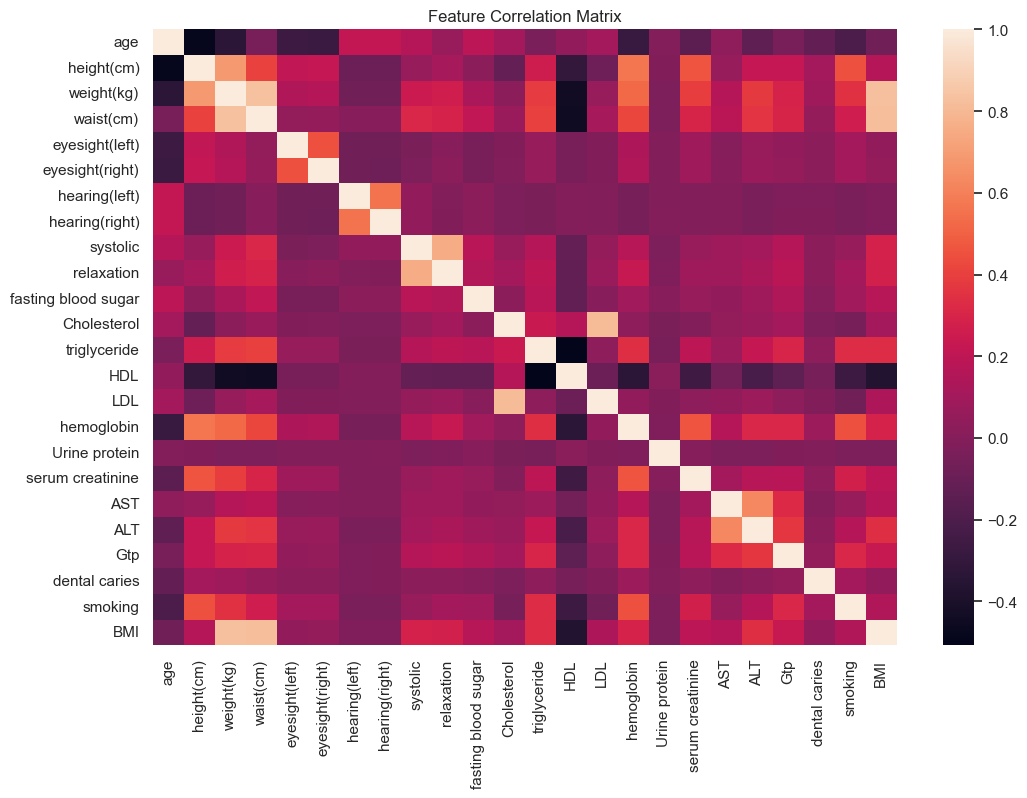 Feature Correlation Matrix
age
height(cm)
weight(kg)
waist(cm)
eyesight(left)
eyesight(right)
hearing(left)
hearing(right)
systolic
relaxation
fasting blood sugar
Cholesterol
triglyceride
HDL
LDL
hemoglobin
Urine protein
serum creatinine
AST
ALT
Gtp
dental caries
smoking
BMI
age
height(cm)
weight(kg)
waist(cm)
eyesight(left)
eyesight(right)
hearing(left)
hearing(right)
systolic
relaxation
fasting blood sugar
Cholesterol
triglyceride
HDL
LDL
hemoglobin
Urine protein
serum creatinine
AST
ALT
Gtp
dental caries
smoking
BMI
1.0
0.8
0.6
0.4
0.2
0.0
−0.2
−0.4